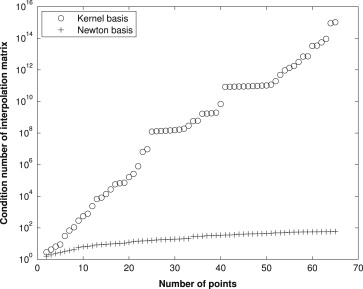 10^16
10^14
10^12
10^10
10^8
10^6
10^4
10^2
10^0
Condition number of interpolation matrix
Kernel basis
Newton basis
0 10 20 30 40 50 60 70
Number of points